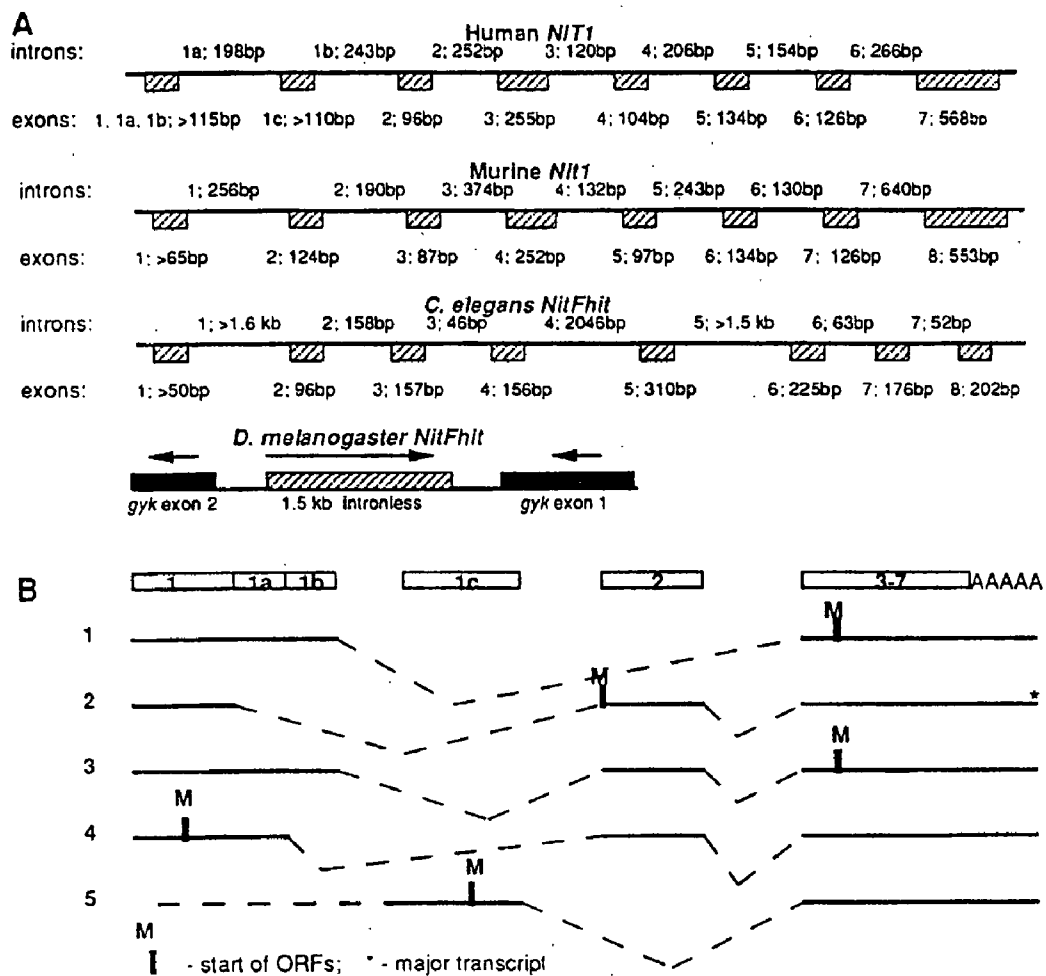 A
Human NIT1
introns: 1a; 198bp 1b; 243bp 2; 252bp 3; 120bp 4; 206bp 5; 154bp 6; 266bp
exons: 1, 1a, 1b; >115bp 1c; >110bp 2; 96bp 3; 255bp 4; 104bp 5; 134bp 6; 126bp 7; 568bp
Murine Nit1
introns: 1; 256bp 2; 190bp 3; 374bp 4; 132bp 5; 243bp 6; 130bp 7; 640bp
exons: 1; >65bp 2; 124bp 3; 87bp 4; 252bp 5; 97bp 6; 134bp 7; 126bp 8; 553bp
C. elegans NitFhit
introns: 1; >1.6 kb 2; 158bp 3; 46bp 4; 2046bp 5; >1.5 kb 6; 63bp 7; 52bp
exons: 1; >50bp 2; 96bp 3; 157bp 4; 156bp 5; 310bp 6; 225bp 7; 176bp 8; 202bp
D. melanogaster NitFhit
gyk exon 2 1.5 kb intronless gyk exon 1
B
1 1a 1b 1c 2 3-7 AAAAA
M
1
M
2 *
M
3
M
4
M
5
M
- start of ORFs; * - major transcript